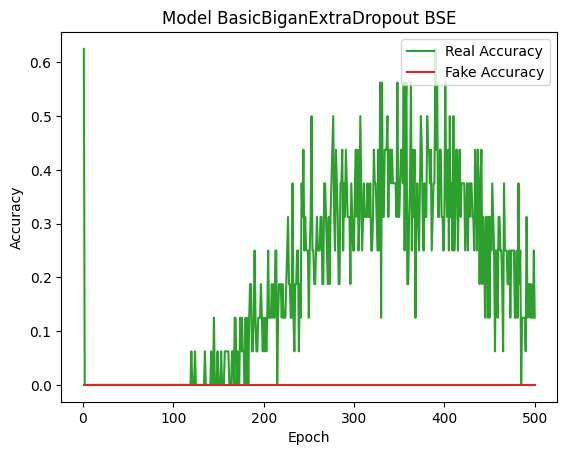 Model BasicBiganExtraDropout BSE
Real Accuracy
Fake Accuracy
Accuracy
0.6
0.5
0.4
0.3
0.2
0.1
0.0
0 100 200 300 400 500
Epoch